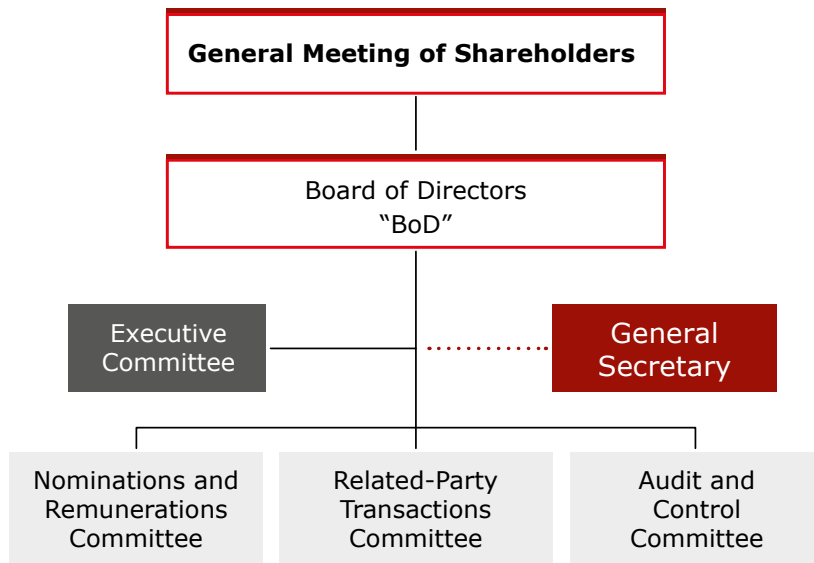 General Meeting of Shareholders
Board of Directors
“BoD”
Executive
Committee
General
Secretary
Nominations and
Remunerations
Committee
Related-Party
Transactions
Committee
Audit and
Control
Committee